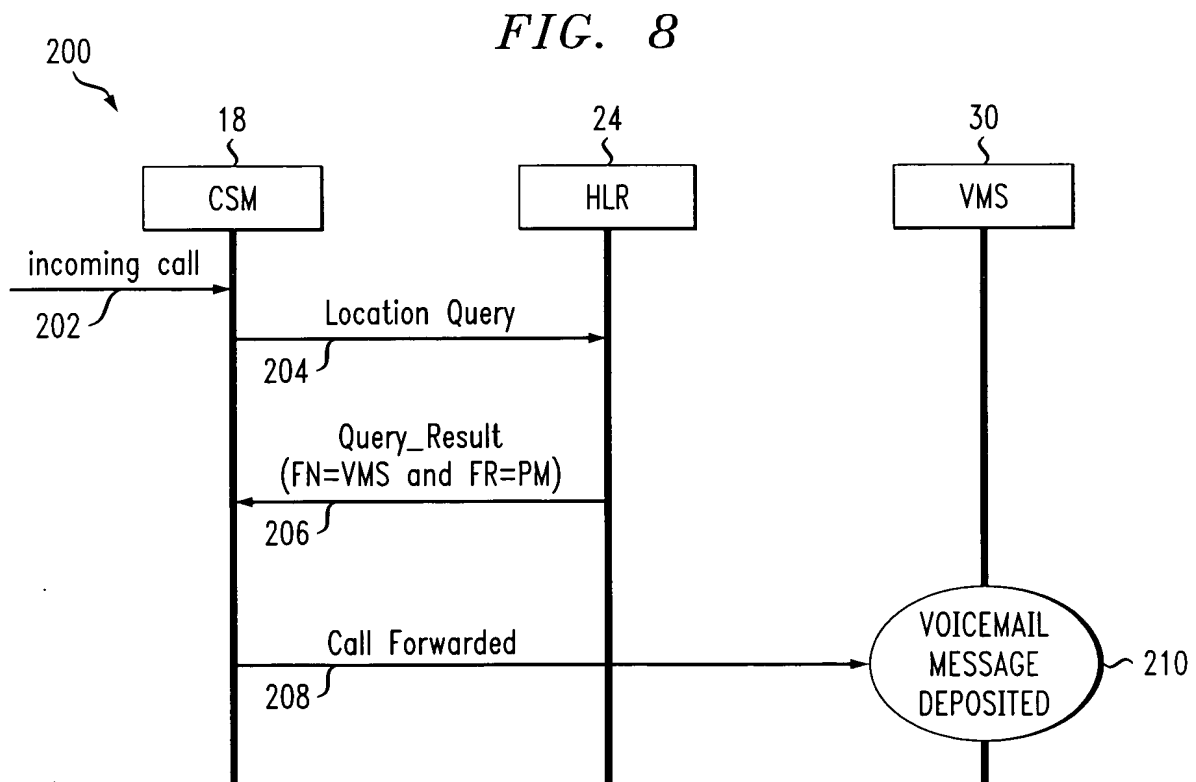 FIG. 8
200
18
24
30
CSM
HLR
VMS
incoming call
202
Location Query
204
Query_Result
(FN=VMS and FR=PM)
206
Call Forwarded
208
VOICEMAIL
MESSAGE
DEPOSITED
210